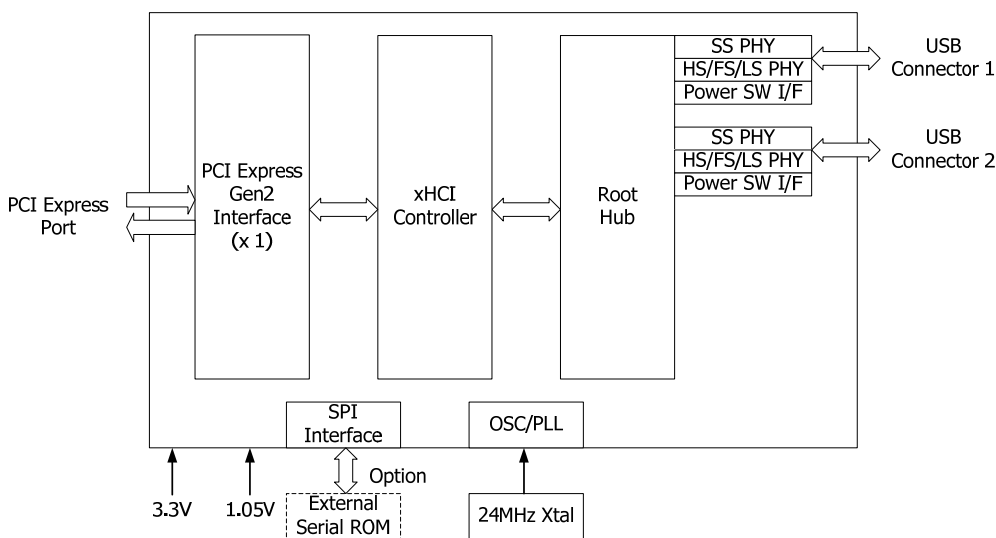 SS PHY
HS/FS/LS PHY
Power SW I/F
USB
Connector 1
SS PHY
HS/FS/LS PHY
Power SW I/F
USB
Connector 2
PCI Express
Port
PCI Express
Gen2
Interface
(x 1)
xHCI
Controller
Root
Hub
SPI
Interface
OSC/PLL
Option
3.3V
1.05V
External
Serial ROM
24MHz Xtal